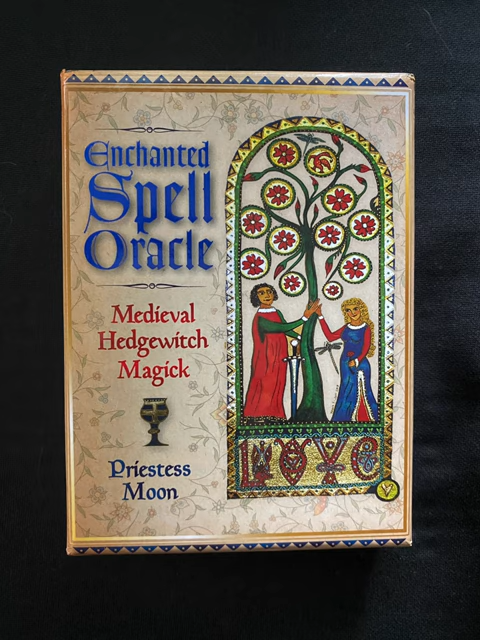 Enchanted
Spell
Oracle
Medieval
Hedgewitch
Magick
Priestess
Moon